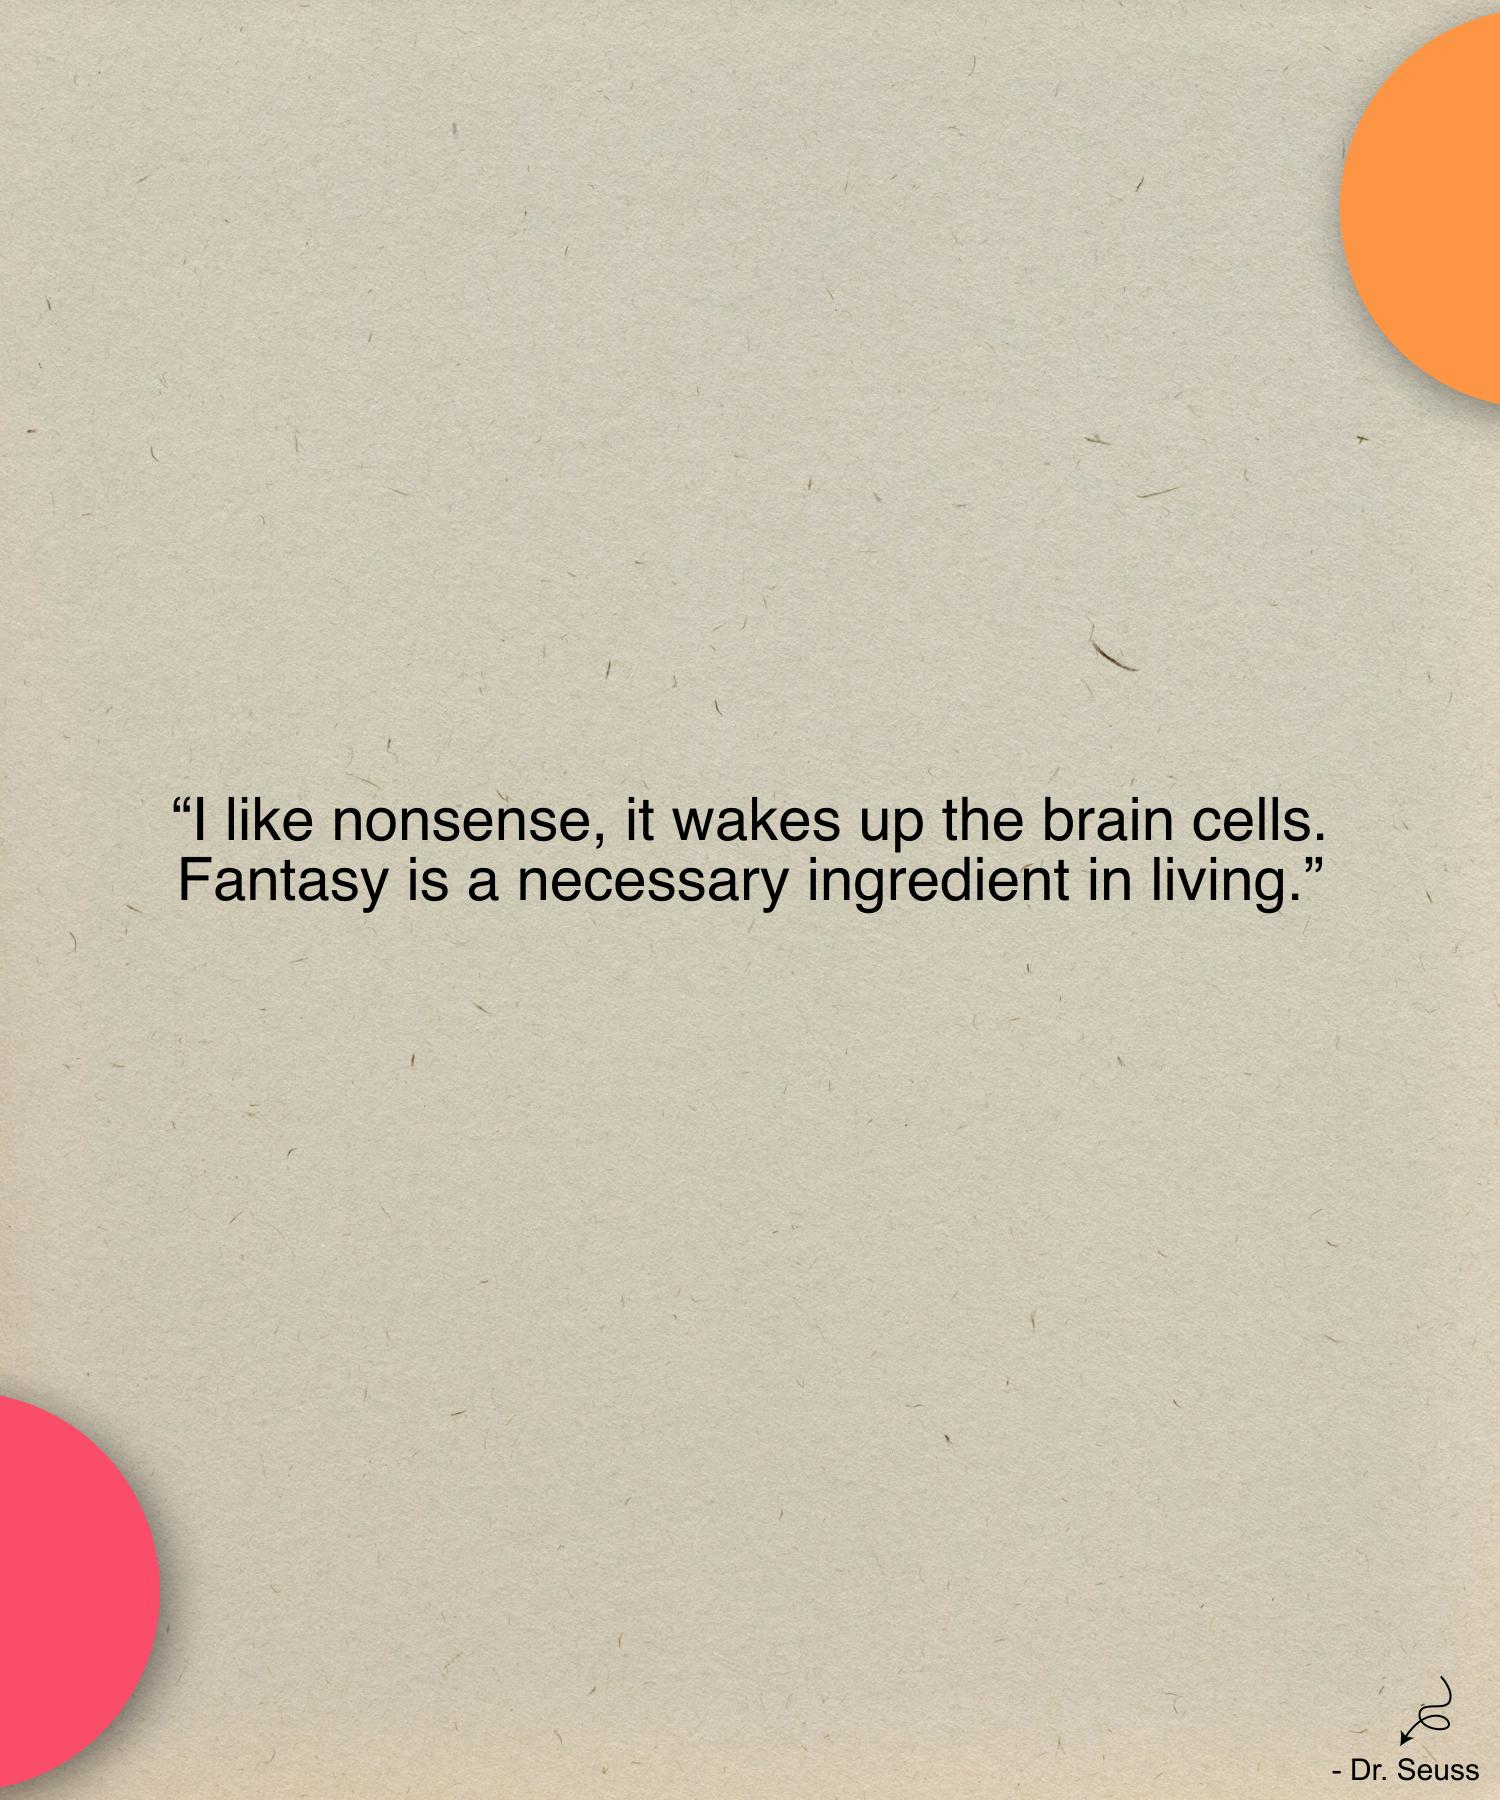 “I like nonsense, it wakes up the brain cells.
Fantasy is a necessary ingredient in living.”
- Dr. Seuss